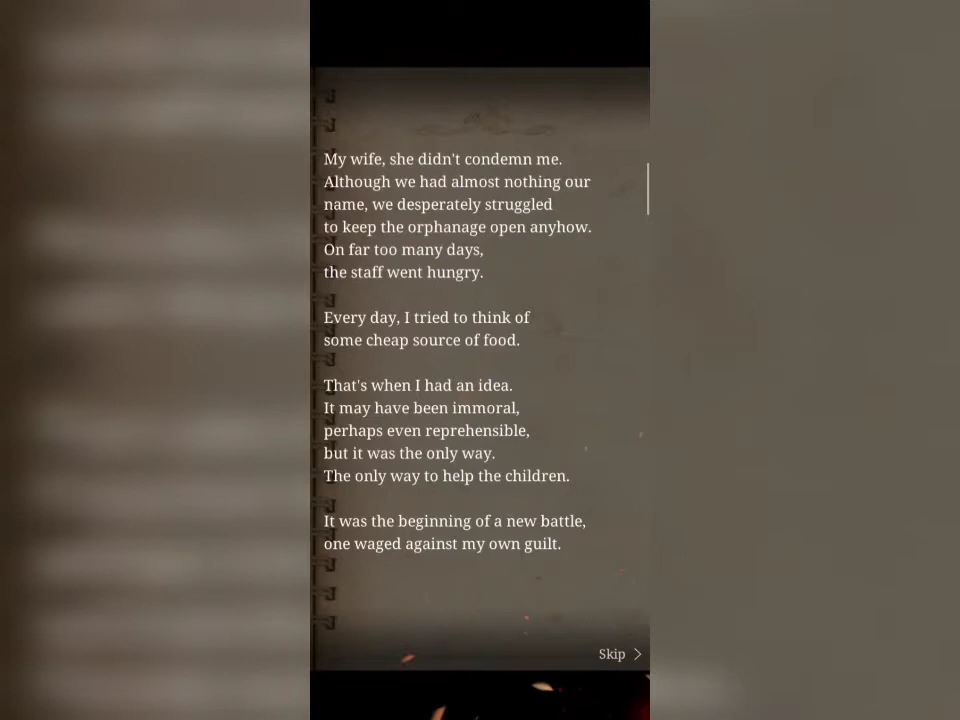 My wife, she didn't condemn me.
Although we had almost nothing our
name, we desperately struggled
to keep the orphanage open anyhow.
On far too many days,
the staff went hungry.
Every day, I tried to think of
some cheap source of food.
That's when I had an idea.
It may have been immoral,
perhaps even reprehensible,
but it was the only way.
The only way to help the children.
It was the beginning of a new battle,
one waged against my own guilt.
Skip